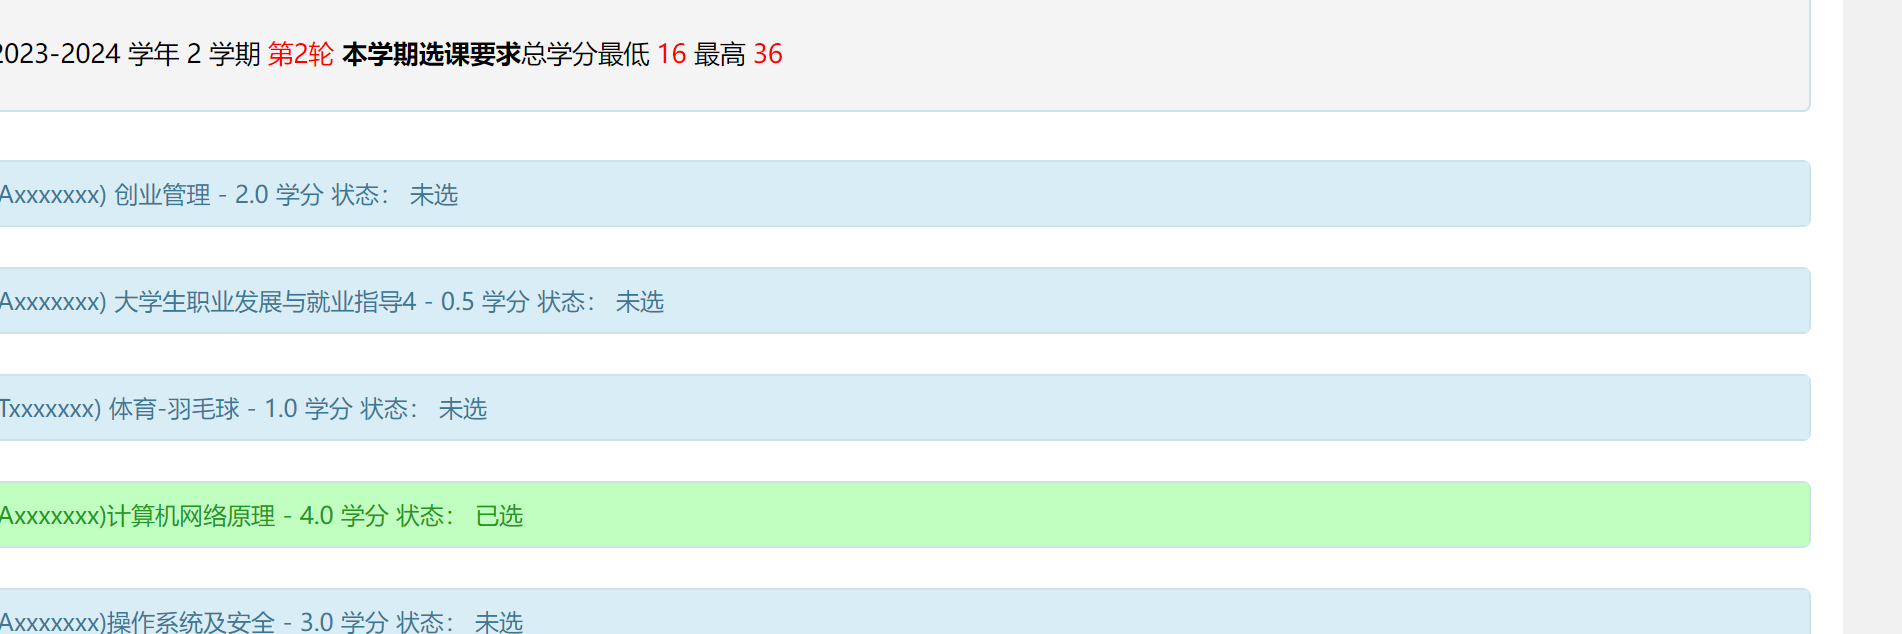 2023-2024 学年 2 学期 第2轮 本学期选课要求总学分最低 16 最高 36
Axxxxxxx) 创业管理 - 2.0 学分 状态： 未选
Axxxxxxx) 大学生职业发展与就业指导4 - 0.5 学分 状态： 未选
Txxxxxxx) 体育-羽毛球 - 1.0 学分 状态： 未选
Axxxxxxx)计算机网络原理 - 4.0 学分 状态： 已选
Axxxxxxx)操作系统及安全 - 3.0 学分 状态： 未选